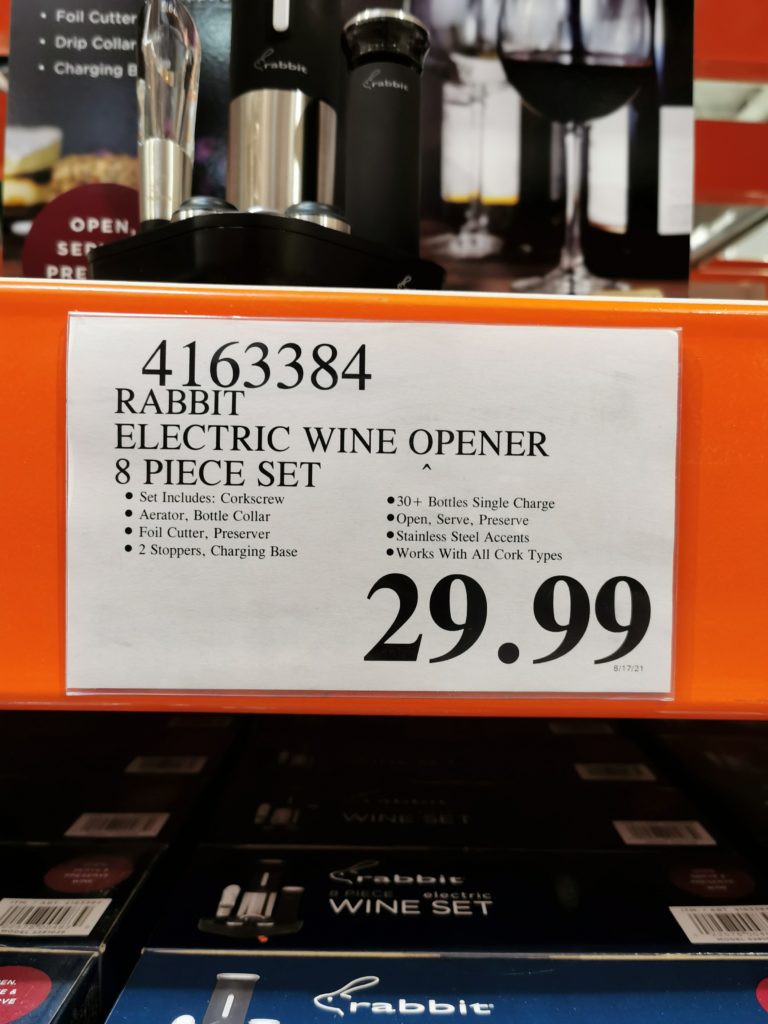 • Foil Cutter
• Drip Collar
• Charging B
rabbit
rabbit
OPEN,
PRE
4163384
RABBIT
ELECTRIC WINE OPENER
8 PIECE SET ^
• Set Includes: Corkscrew
• Aerator, Bottle Collar
• Foil Cutter, Preserver
• 2 Stoppers, Charging Base
•30+ Bottles Single Charge
•Open, Serve, Preserve
•Stainless Steel Accents
•Works With All Cork Types
29.99
8/17/21
WINE SET
rabbit
8 PIECE electric
WINE SET
rabbit